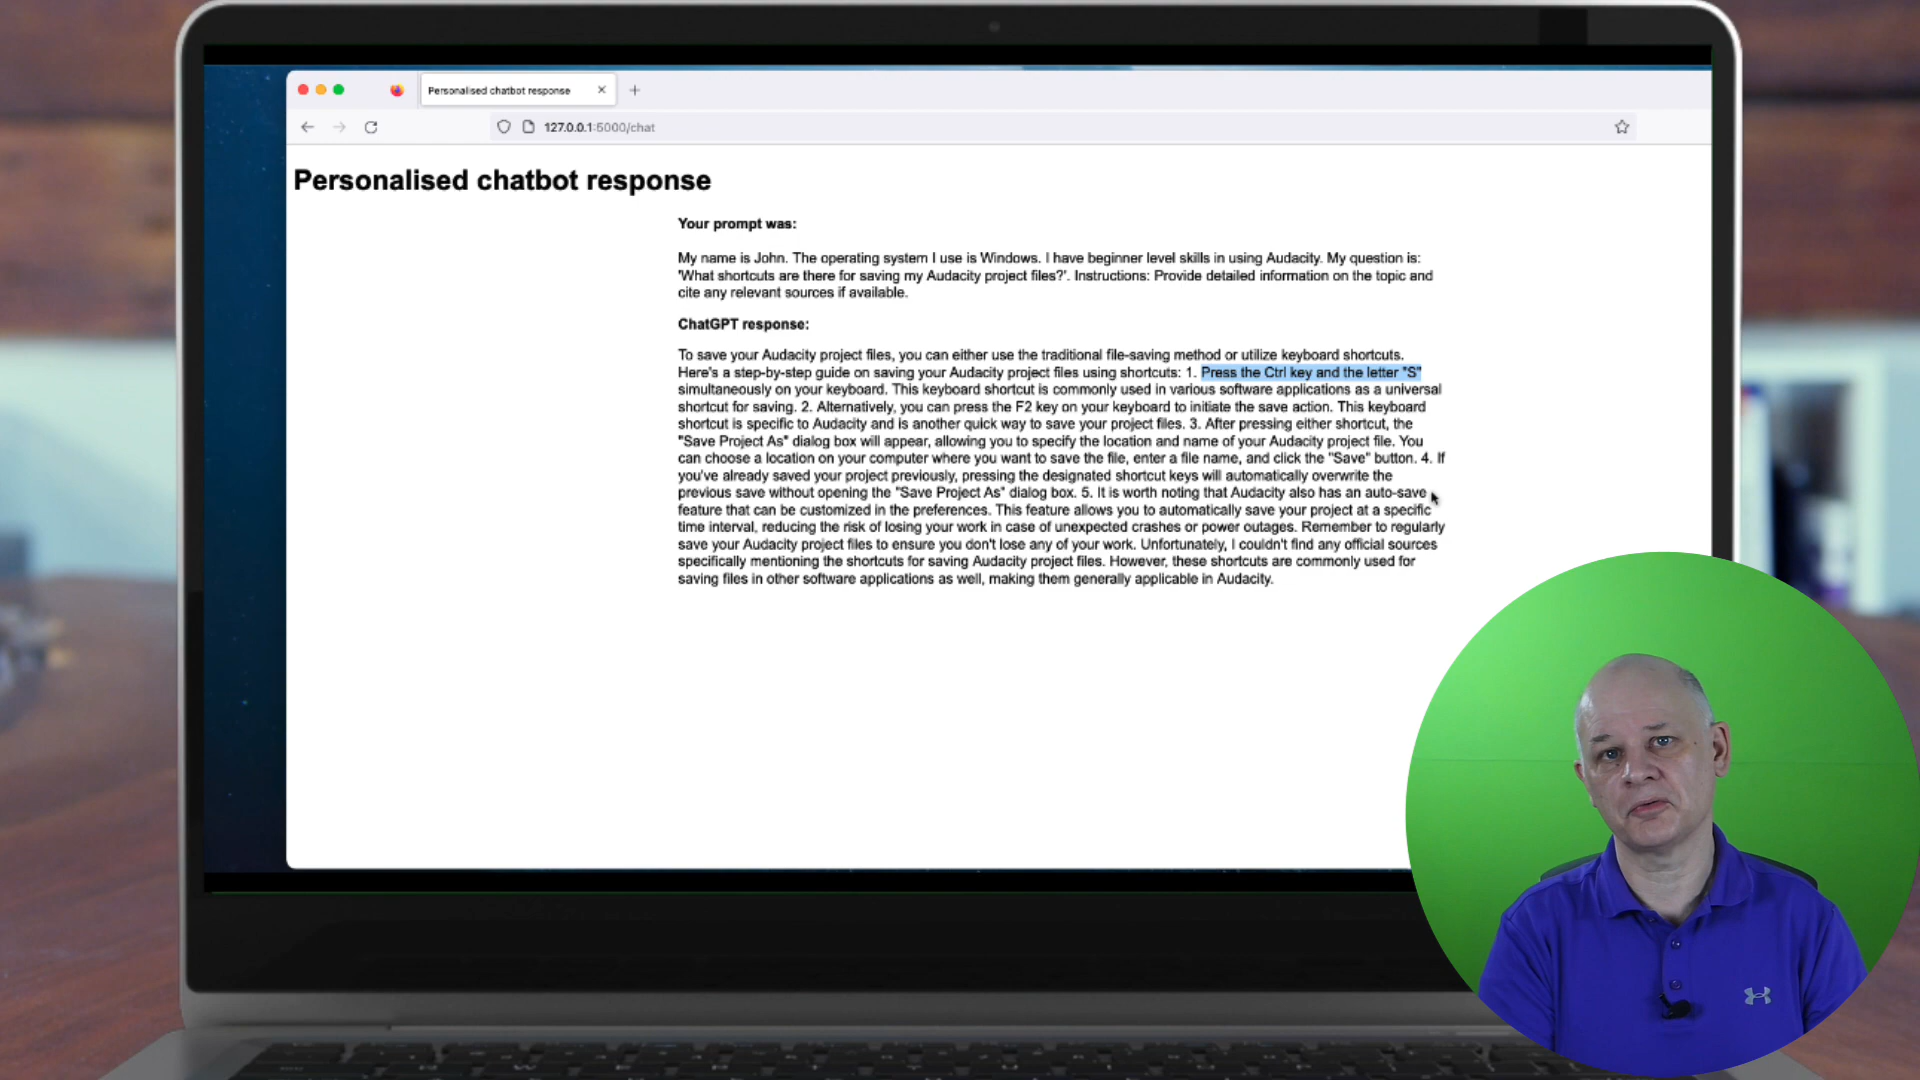 Personalised chatbot response
127.0.0.1:5000/chat
Personalised chatbot response
Your prompt was:
My name is John. The operating system I use is Windows. I have beginner level skills in using Audacity. My question is:
'What shortcuts are there for saving my Audacity project files?'. Instructions: Provide detailed information on the topic and
cite any relevant sources if available.
ChatGPT response:
To save your Audacity project files, you can either use the traditional file-saving method or utilize keyboard shortcuts.
Here's a step-by-step guide on saving your Audacity project files using shortcuts: 1. Press the Ctrl key and the letter "S"
simultaneously on your keyboard. This keyboard shortcut is commonly used in various software applications as a universal
shortcut for saving. 2. Alternatively, you can press the F2 key on your keyboard to initiate the save action. This keyboard
shortcut is specific to Audacity and is another quick way to save your project files. 3. After pressing either shortcut, the
"Save Project As" dialog box will appear, allowing you to specify the location and name of your Audacity project file. You
can choose a location on your computer where you want to save the file, enter a file name, and click the "Save" button. 4. If
you've already saved your project previously, pressing the designated shortcut keys will automatically overwrite the
previous save without opening the "Save Project As" dialog box. 5. It is worth noting that Audacity also has an auto-save
feature that can be customized in the preferences. This feature allows you to automatically save your project at a specific
time interval, reducing the risk of losing your work in case of unexpected crashes or power outages. Remember to regularly
save your Audacity project files to ensure you don't lose any of your work. Unfortunately, I couldn't find any official sources
specifically mentioning the shortcuts for saving Audacity project files. However, these shortcuts are commonly used for
saving files in other software applications as well, making them generally applicable in Audacity.